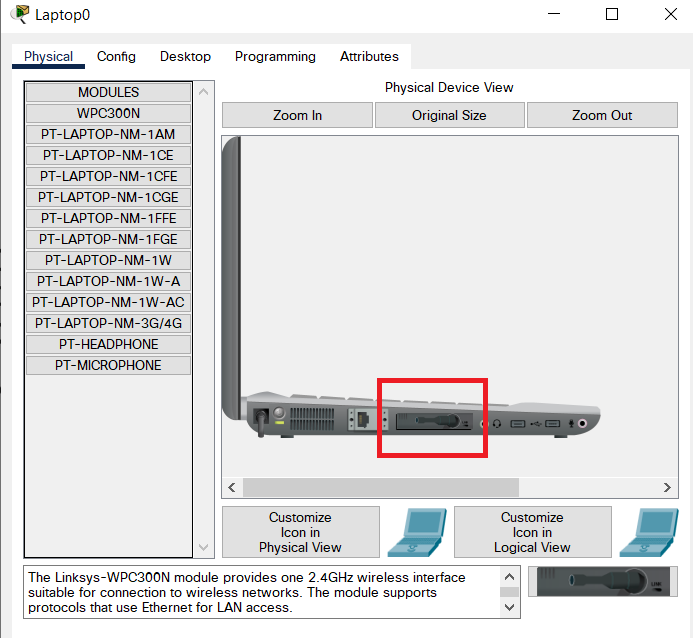 Laptop0
Physical
Config
Desktop
Programming
Attributes
MODULES
WPC300N
PT-LAPTOP-NM-1AM
PT-LAPTOP-NM-1CE
PT-LAPTOP-NM-1CFE
PT-LAPTOP-NM-1CGE
PT-LAPTOP-NM-1FFE
PT-LAPTOP-NM-1FGE
PT-LAPTOP-NM-1W
PT-LAPTOP-NM-1W-A
PT-LAPTOP-NM-1W-AC
PT-LAPTOP-NM-3G/4G
PT-HEADPHONE
PT-MICROPHONE
Physical Device View
Zoom In
Original Size
Zoom Out
Customize
Icon in
Physical View
Customize
Icon in
Logical View
The Linksys-WPC300N module provides one 2.4GHz wireless interface
suitable for connection to wireless networks. The module supports
protocols that use Ethernet for LAN access.